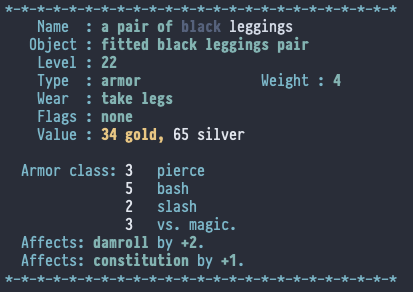 *-*-*-*-*-*-*-*-*-*-*-*-*-*-*-*-*-*-*-*-*-*-*-*-*
    Name  : a pair of black leggings
   Object : fitted black leggings pair
    Level : 22
    Type  : armor               Weight : 4
    Wear  : take legs
    Flags : none
    Value : 34 gold, 65 silver

  Armor class: 3   pierce
               5   bash
               2   slash
               3   vs. magic.
  Affects: damroll by +2.
  Affects: constitution by +1.
*-*-*-*-*-*-*-*-*-*-*-*-*-*-*-*-*-*-*-*-*-*-*-*-*